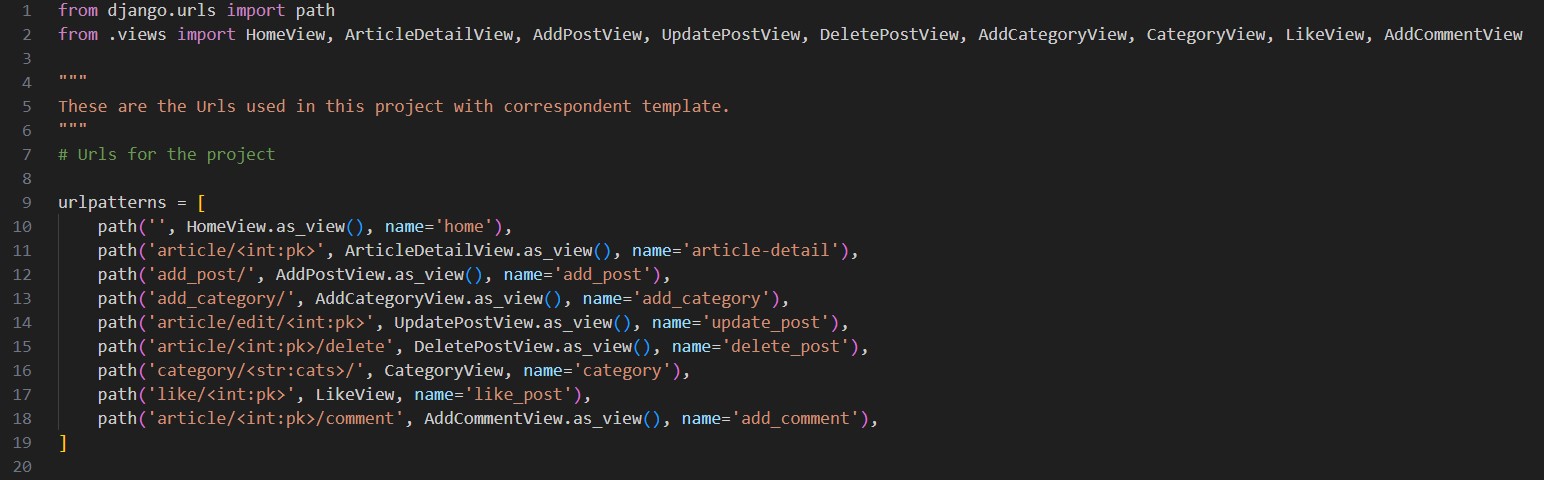 1 from django.urls import path
2 from .views import HomeView, ArticleDetailView, AddPostView, UpdatePostView, DeletePostView, AddCategoryView, CategoryView, LikeView, AddCommentView
3
4 """
5 These are the Urls used in this project with correspondent template.
6 """
7 # Urls for the project
8
9 urlpatterns = [
10     path('', HomeView.as_view(), name='home'),
11     path('article/<int:pk>', ArticleDetailView.as_view(), name='article-detail'),
12     path('add_post/', AddPostView.as_view(), name='add_post'),
13     path('add_category/', AddCategoryView.as_view(), name='add_category'),
14     path('article/edit/<int:pk>', UpdatePostView.as_view(), name='update_post'),
15     path('article/<int:pk>/delete', DeletePostView.as_view(), name='delete_post'),
16     path('category/<str:cats>/', CategoryView, name='category'),
17     path('like/<int:pk>', LikeView, name='like_post'),
18     path('article/<int:pk>/comment', AddCommentView.as_view(), name='add_comment'),
19 ]
20